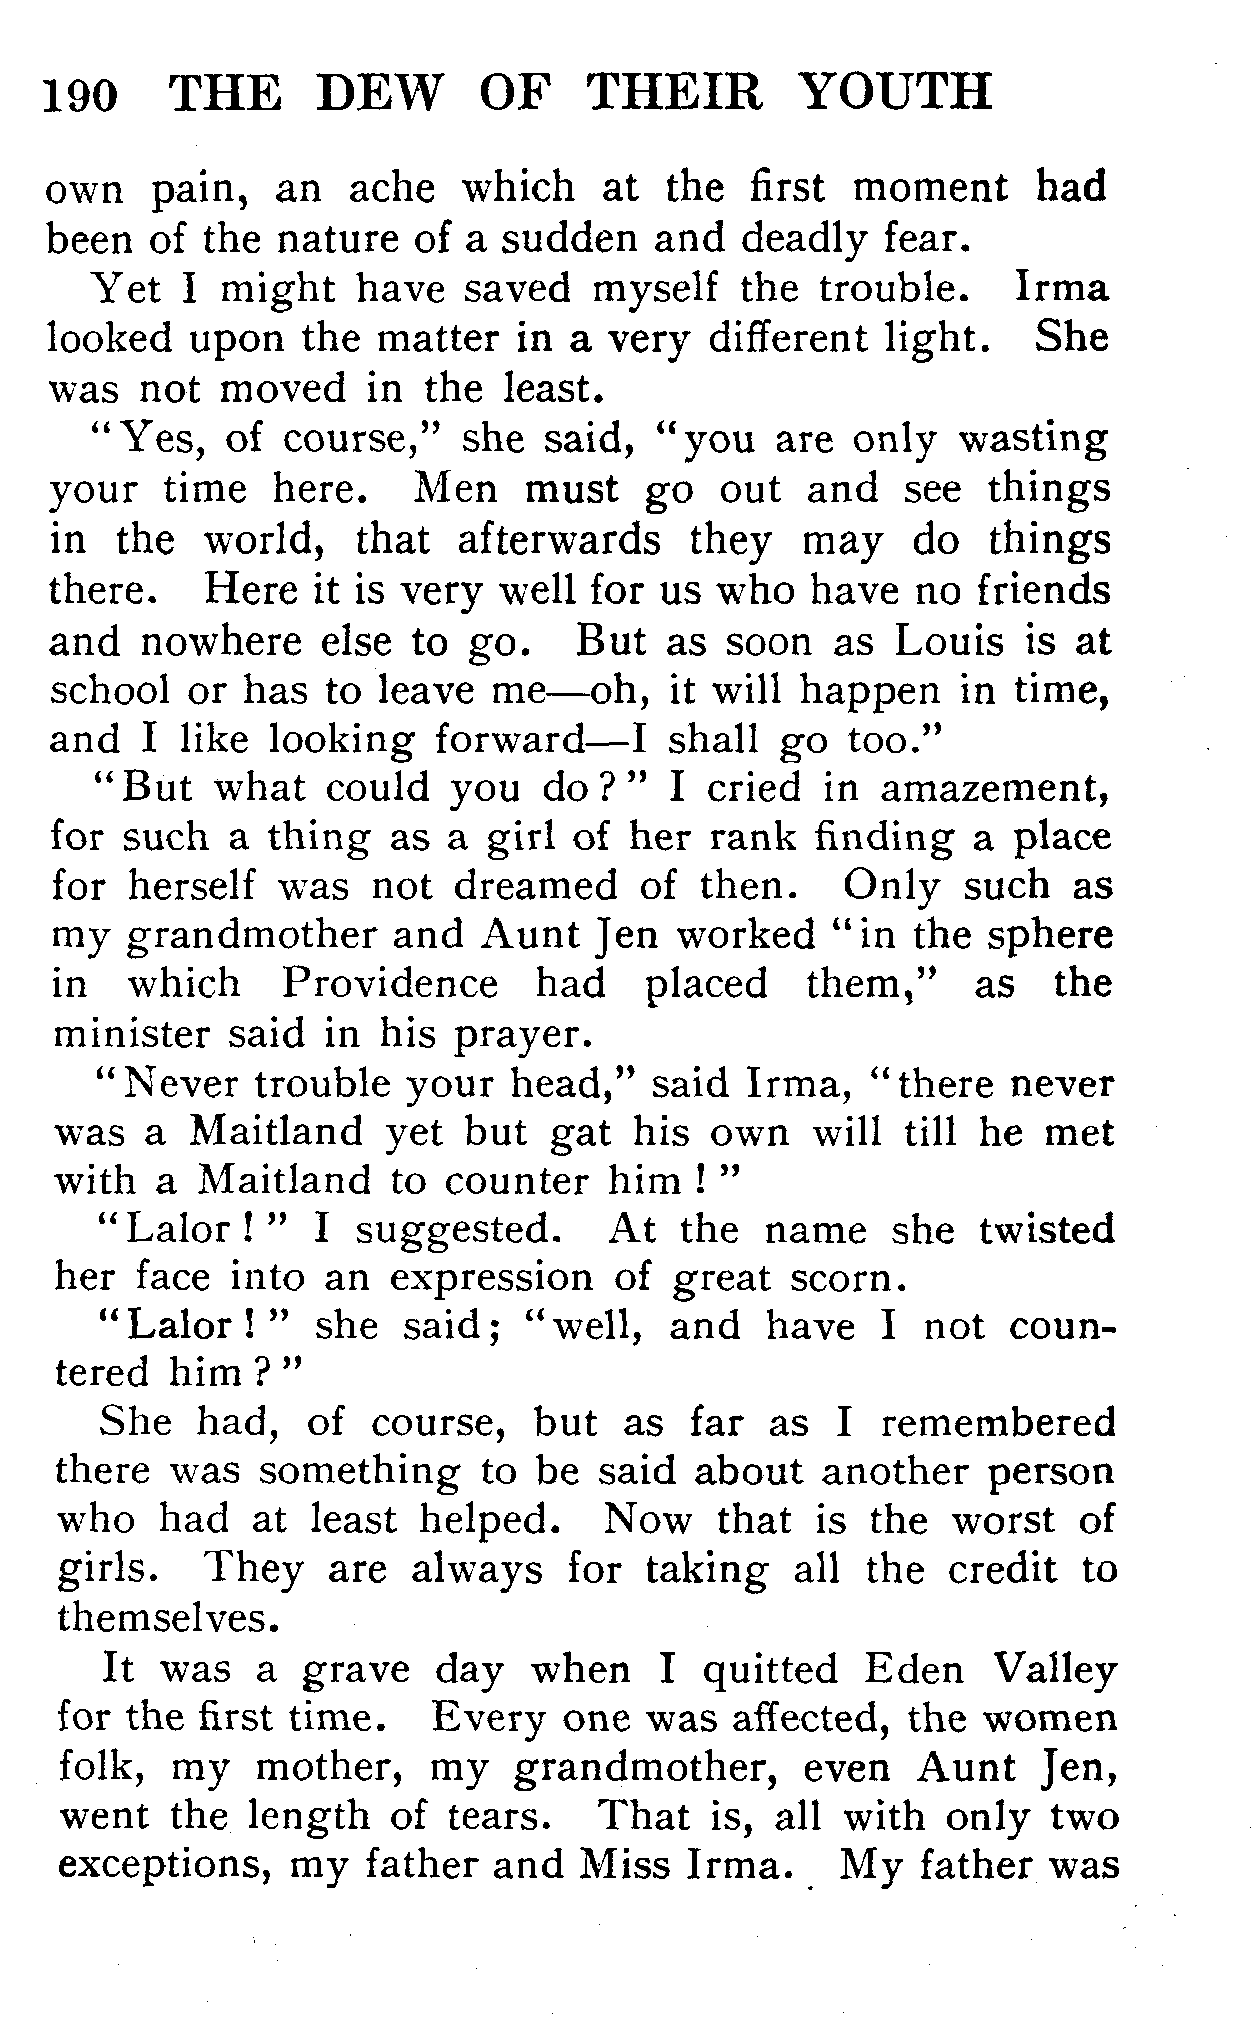 190 THE DEW OF THEIR YOUTH
own pain, an ache which at the first moment had
been of the nature of a sudden and deadly fear.
Yet I might have saved myself the trouble. Irma
looked upon the matter in a very different light. She
was not moved in the least.
"Yes, of course," she said, "you are only wasting
your time here. Men must go out and see things
in the world, that afterwards they may do things
there. Here it is very well for us who have no friends
and nowhere else to go. But as soon as Louis is at
school or has to leave me—oh, it will happen in time,
and I like looking forward—I shall go too."
"But what could you do?" I cried in amazement,
for such a thing as a girl of her rank finding a place
for herself was not dreamed of then. Only such as
my grandmother and Aunt Jen worked "in the sphere
in which Providence had placed them," as the
minister said in his prayer.
"Never trouble your head," said Irma, "there never
was a Maitland yet but gat his own will till he met
with a Maitland to counter him!"
"Lalor!" I suggested. At the name she twisted
her face into an expression of great scorn.
"Lalor!" she said; "well, and have I not coun-
tered him?"
She had, of course, but as far as I remembered
there was something to be said about another person
who had at least helped. Now that is the worst of
girls. They are always for taking all the credit to
themselves.
It was a grave day when I quitted Eden Valley
for the first time. Every one was affected, the women
folk, my mother, my grandmother, even Aunt Jen,
went the length of tears. That is, all with only two
exceptions, my father and Miss Irma. My father was